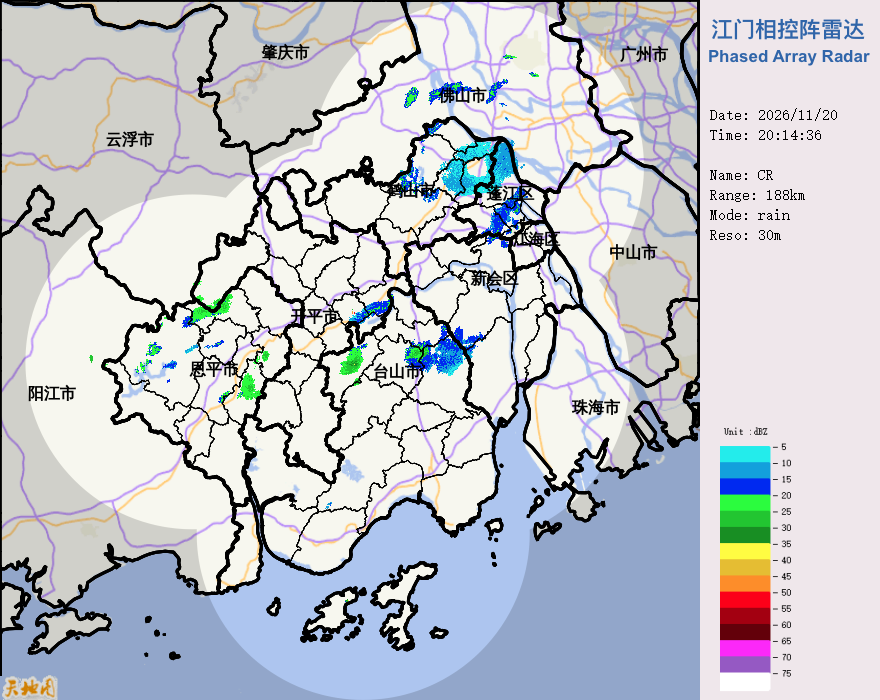 江门相控阵雷达
Phased Array Radar
Date: 2026/11/20
Time: 20:14:36
Name: CR
Range: 188km
Mode: rain
Reso: 30m
肇庆市
广州市
佛山市
云浮市
鹤山市
蓬江区
江海区
中山市
新会区
开平市
恩平市
台山市
阳江市
珠海市
Unit :dBZ
5
10
15
20
25
30
35
40
45
50
55
60
65
70
75
天地图